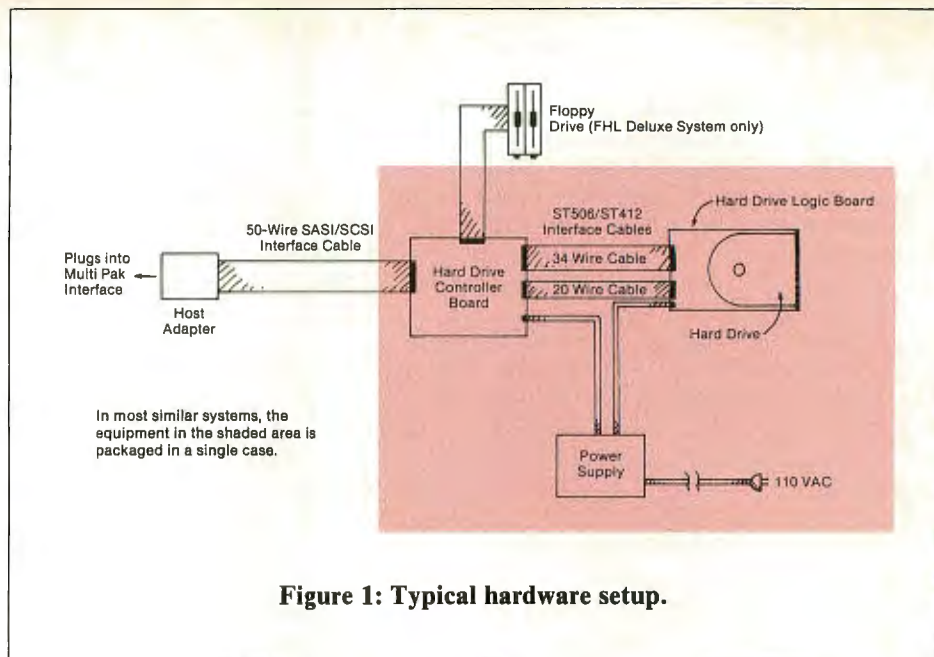 Floppy
Drive (FHL Deluxe System only)
50-Wire SASI/SCSI
Interface Cable
ST506/ST412
Interface Cables
Hard Drive Logic Board
Plugs into
Multi Pak
Interface
34 Wire Cable
20 Wire Cable
Hard Drive
Controller
Board
Host
Adapter
Hard Drive
In most similar systems, the
equipment in the shaded area is
packaged in a single case.
Power
Supply
110 VAC
Figure 1: Typical hardware setup.